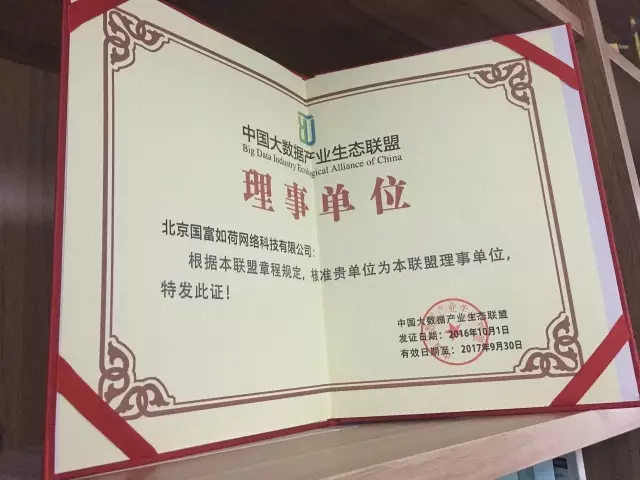 中国大数据产业生态联盟
Big Data Industry Ecological Alliance of China
理事单位
北京国富如荷网络科技有限公司：
根据本联盟章程规定，核准贵单位为本联盟理事单位，
特发此证！
中国大数据产业生态联盟
发证日期：2016年10月1日
有效日期至：2017年9月30日